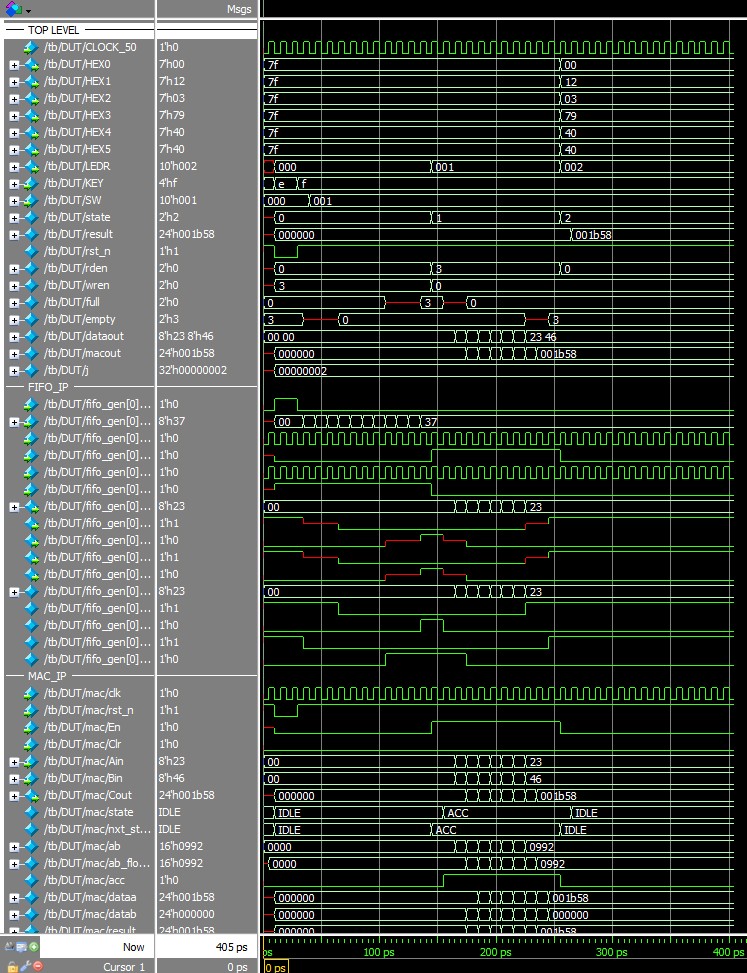 Msgs
TOP LEVEL
/tb/DUT/CLOCK_50 1'h0
/tb/DUT/HEX0 7'h00 7f 00
/tb/DUT/HEX1 7'h12 7f 12
/tb/DUT/HEX2 7'h03 7f 03
/tb/DUT/HEX3 7'h79 7f 79
/tb/DUT/HEX4 7'h40 7f 40
/tb/DUT/HEX5 7'h40 7f 40
/tb/DUT/LEDR 10'h002 000 001 002
/tb/DUT/KEY 4'hf e f
/tb/DUT/SW 10'h001 000 001
/tb/DUT/state 2'h2 0 1 2
/tb/DUT/result 24'h001b58 000000 001b58
/tb/DUT/rst_n 1'h1
/tb/DUT/rden 2'h0 0 3 0
/tb/DUT/wren 2'h0 3 0
/tb/DUT/full 2'h0 0 3 0
/tb/DUT/empty 2'h3 3 0 3
/tb/DUT/dataout 8'h23 8'h46 00 00 23 46
/tb/DUT/macout 24'h001b58 000000 001b58
/tb/DUT/j 32'h00000002 00000002
FIFO_IP
/tb/DUT/fifo_gen[0]... 1'h0
/tb/DUT/fifo_gen[0]... 8'h37 00 37
/tb/DUT/fifo_gen[0]... 1'h0
/tb/DUT/fifo_gen[0]... 1'h0
/tb/DUT/fifo_gen[0]... 1'h0
/tb/DUT/fifo_gen[0]... 1'h0
/tb/DUT/fifo_gen[0]... 8'h23 00 23
/tb/DUT/fifo_gen[0]... 1'h1
/tb/DUT/fifo_gen[0]... 1'h0
/tb/DUT/fifo_gen[0]... 1'h1
/tb/DUT/fifo_gen[0]... 1'h0
/tb/DUT/fifo_gen[0]... 8'h23 00 23
/tb/DUT/fifo_gen[0]... 1'h1
/tb/DUT/fifo_gen[0]... 1'h0
/tb/DUT/fifo_gen[0]... 1'h1
/tb/DUT/fifo_gen[0]... 1'h0
MAC_IP
/tb/DUT/mac/clk 1'h0
/tb/DUT/mac/rst_n 1'h1
/tb/DUT/mac/En 1'h0
/tb/DUT/mac/Clr 1'h0
/tb/DUT/mac/Ain 8'h23 00 23
/tb/DUT/mac/Bin 8'h46 00 46
/tb/DUT/mac/Cout 24'h001b58 000000 001b58
/tb/DUT/mac/state IDLE IDLE ACC IDLE
/tb/DUT/mac/nxt_st... IDLE IDLE ACC IDLE
/tb/DUT/mac/ab 16'h0992 0000 0992
/tb/DUT/mac/ab_flo... 16'h0992 0000 0992
/tb/DUT/mac/acc 1'h0
/tb/DUT/mac/dataa 24'h001b58 000000 001b58
/tb/DUT/mac/datab 24'h000000 000000 000000
/tb/DUT/mac/result 24'h001b58 000000 001b58
Now 405 ps ps 100 ps 200 ps 300 ps 400 ps
Cursor 1 0 ps 0 ps